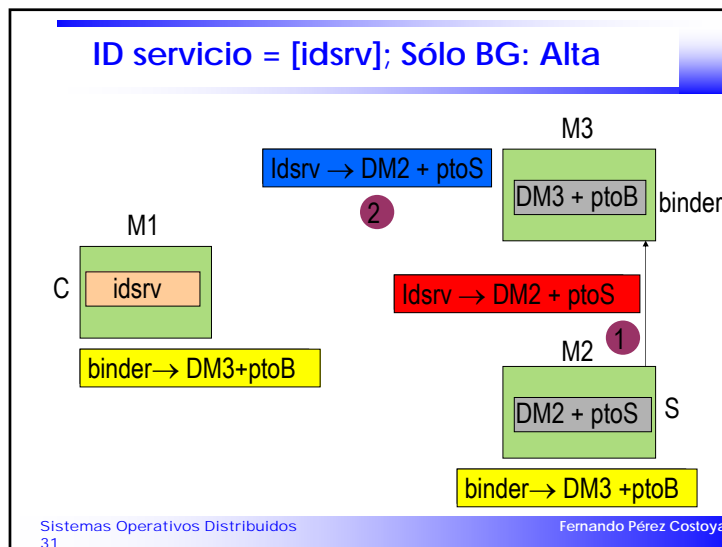 ID servicio = [idsrv]; Sólo BG: Alta
M3
Idsrv → DM2 + ptoS
DM3 + ptoB
binder
2
M1
C
idsrv
Idsrv → DM2 + ptoS
1
binder→ DM3+ptoB
M2
DM2 + ptoS
S
binder→ DM3 +ptoB
Sistemas Operativos Distribuidos
31
Fernando Pérez Costoya